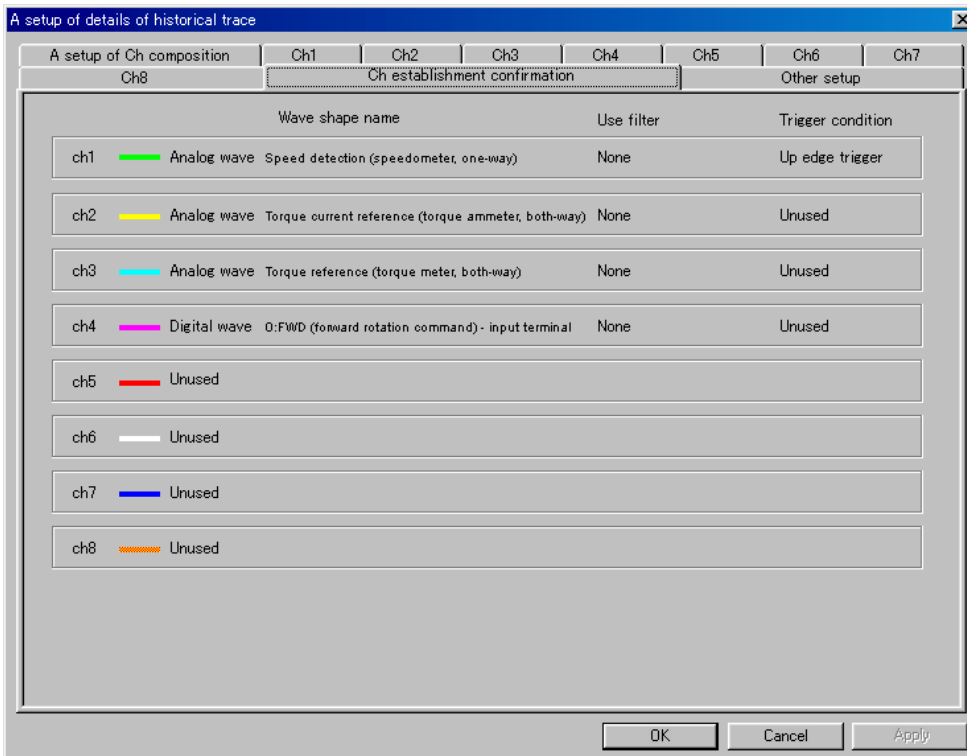 A setup of details of historical trace
A setup of Ch composition Ch1 Ch2 Ch3 Ch4 Ch5 Ch6 Ch7
Ch8 Ch establishment confirmation Other setup
Wave shape name Use filter Trigger condition
ch1 Analog wave Speed detection (speedometer, one-way) None Up edge trigger
ch2 Analog wave Torque current reference (torque ammeter, both-way) None Unused
ch3 Analog wave Torque reference (torque meter, both-way) None Unused
ch4 Digital wave 0:FWD (forward rotation command) - input terminal None Unused
ch5 Unused
ch6 Unused
ch7 Unused
ch8 Unused
OK Cancel Apply